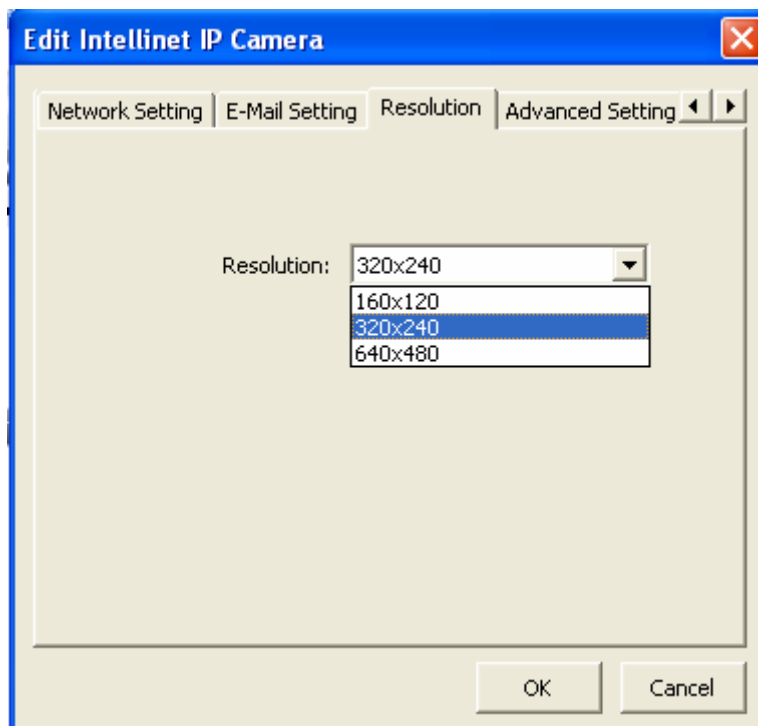 Edit Intellinet IP Camera
Network Setting E-Mail Setting Resolution Advanced Setting
Resolution: 320x240
160x120
320x240
640x480
OK Cancel